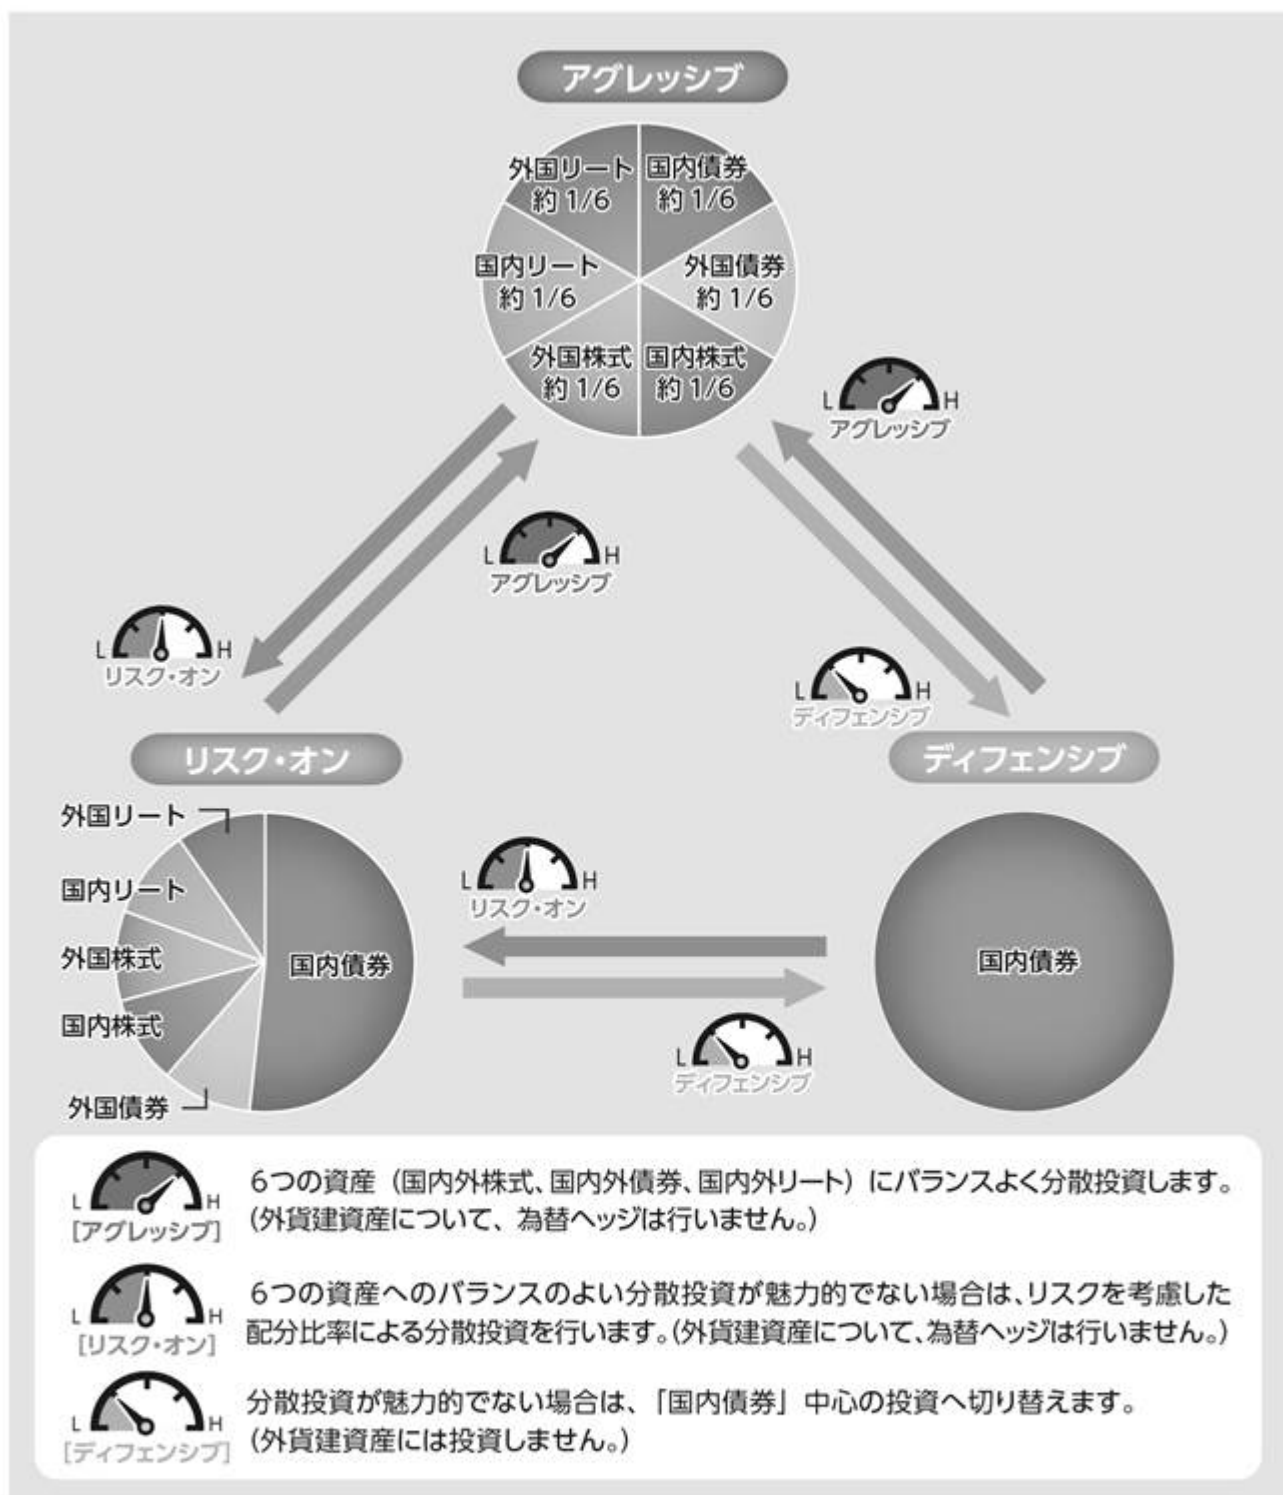 アグレッシブ
外国リート
約 1/6
国内債券
約 1/6
国内リート
約 1/6
外国債券
約 1/6
外国株式
約 1/6
国内株式
約 1/6
L H
アグレッシブ
L H
アグレッシブ
L H
リスク・オン
L H
ディフェンシブ
リスク・オン
ディフェンシブ
外国リート
国内リート
外国株式
国内株式
外国債券
国内債券
L H
リスク・オン
L H
ディフェンシブ
国内債券
L H
[アグレッシブ]
6つの資産（国内外株式、国内外債券、国内外リート）にバランスよく分散投資します。
（外貨建資産について、為替ヘッジは行いません。）
L H
[リスク・オン]
6つの資産へのバランスのよい分散投資が魅力的でない場合は、リスクを考慮した
配分比率による分散投資を行います。（外貨建資産について、為替ヘッジは行いません。）
L H
[ディフェンシブ]
分散投資が魅力的でない場合は、「国内債券」中心の投資へ切り替えます。
（外貨建資産には投資しません。）